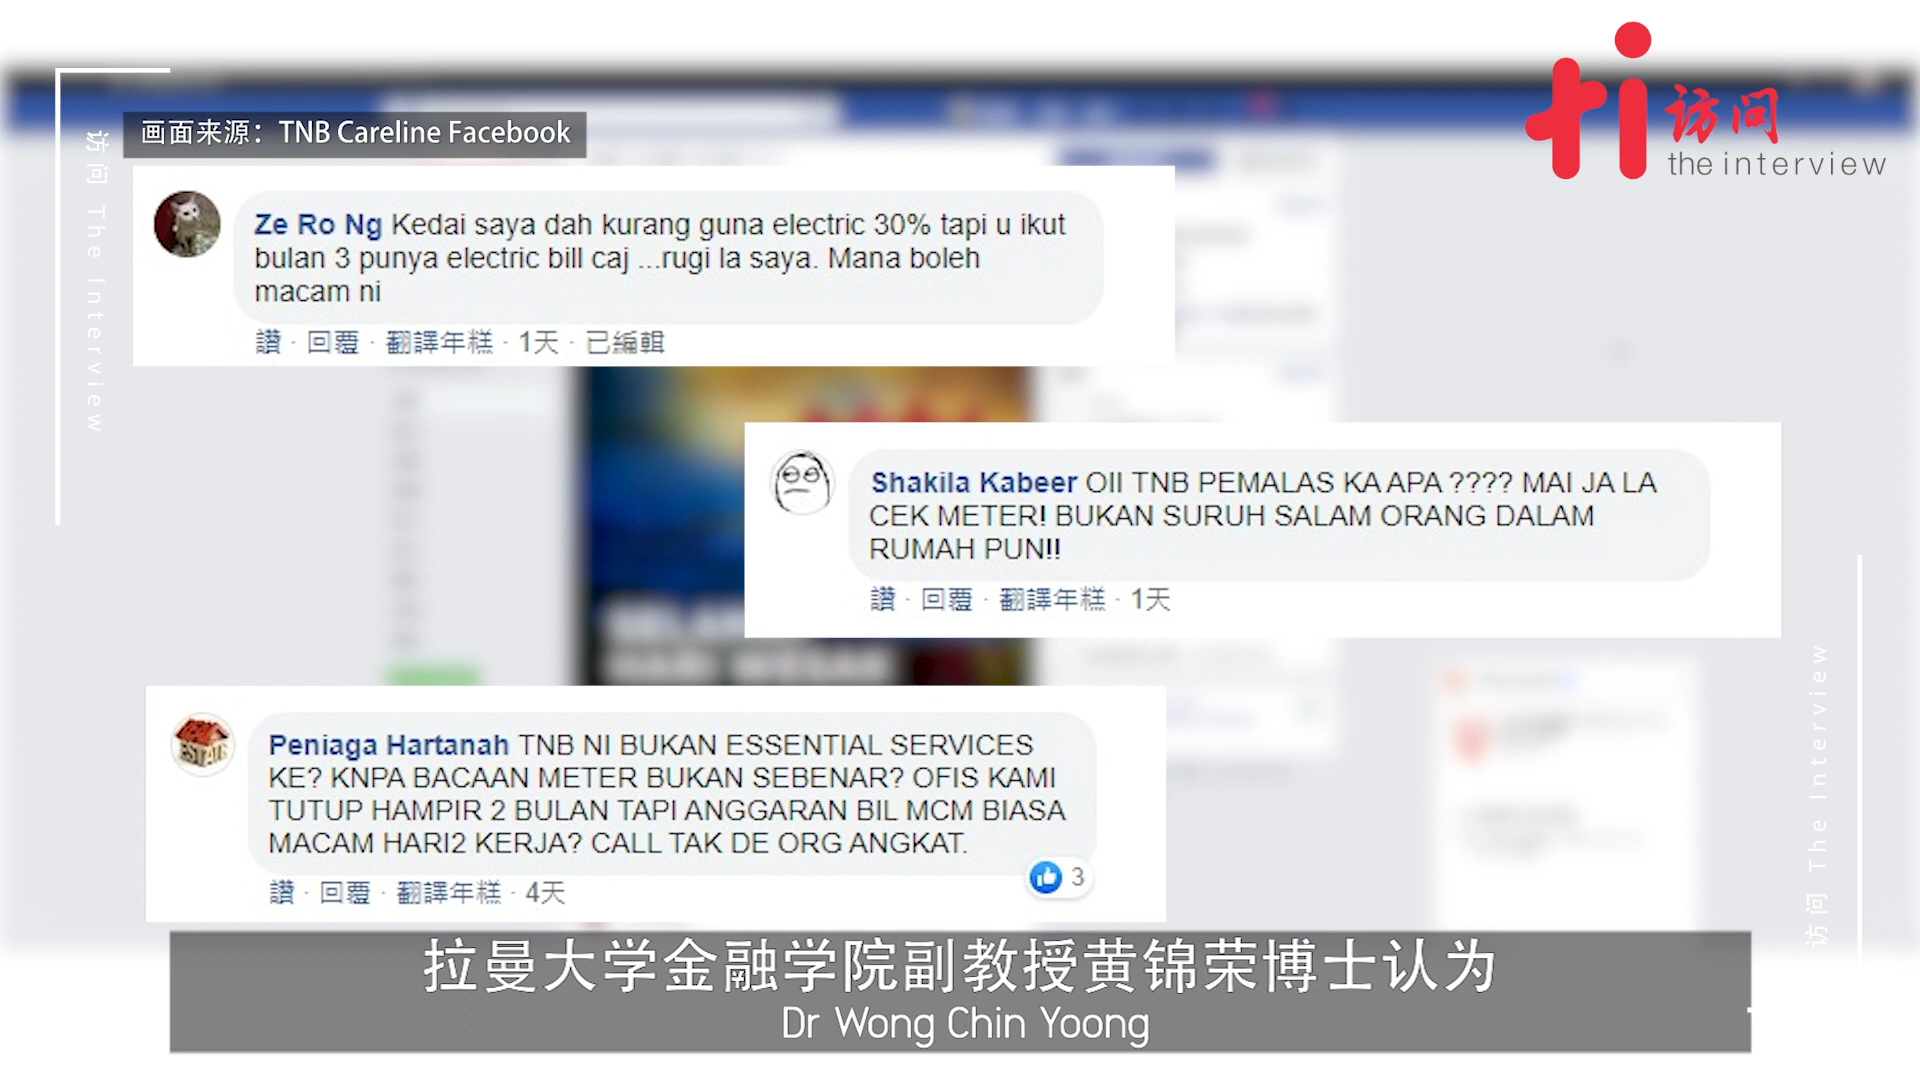 访问
the interview
画面来源：TNB Careline Facebook
访问 The Interview
Ze Ro Ng Kedai saya dah kurang guna electric 30% tapi u ikut
bulan 3 punya electric bill caj ...rugi la saya. Mana boleh
macam ni
讚 · 回覆 · 翻譯年糕 · 1天 · 已編輯
Shakila Kabeer OII TNB PEMALAS KA APA ???? MAI JA LA
CEK METER! BUKAN SURUH SALAM ORANG DALAM
RUMAH PUN!!
讚 · 回覆 · 翻譯年糕 · 1天
Peniaga Hartanah TNB NI BUKAN ESSENTIAL SERVICES
KE? KNPA BACAAN METER BUKAN SEBENAR? OFIS KAMI
TUTUP HAMPIR 2 BULAN TAPI ANGGARAN BIL MCM BIASA
MACAM HARI2 KERJA? CALL TAK DE ORG ANGKAT.
3
讚 · 回覆 · 翻譯年糕 · 4天
访问 The Interview
拉曼大学金融学院副教授黄锦荣博士认为
Dr Wong Chin Yoong